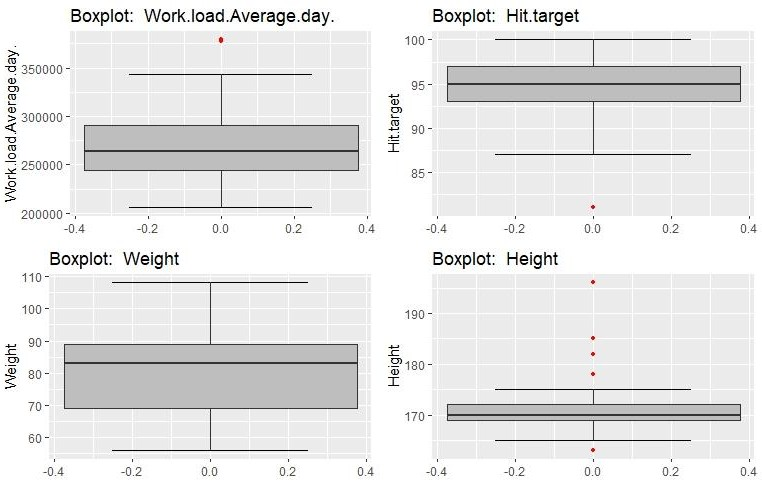 Boxplot: Work.load.Average.day.
Work.load.Average.day.
350000
300000
250000
200000
-0.4 -0.2 0.0 0.2 0.4
Boxplot: Hit.target
Hit.target
100
95
90
85
-0.4 -0.2 0.0 0.2 0.4
Boxplot: Weight
Weight
110
100
90
80
70
60
-0.4 -0.2 0.0 0.2 0.4
Boxplot: Height
Height
190
180
170
-0.4 -0.2 0.0 0.2 0.4